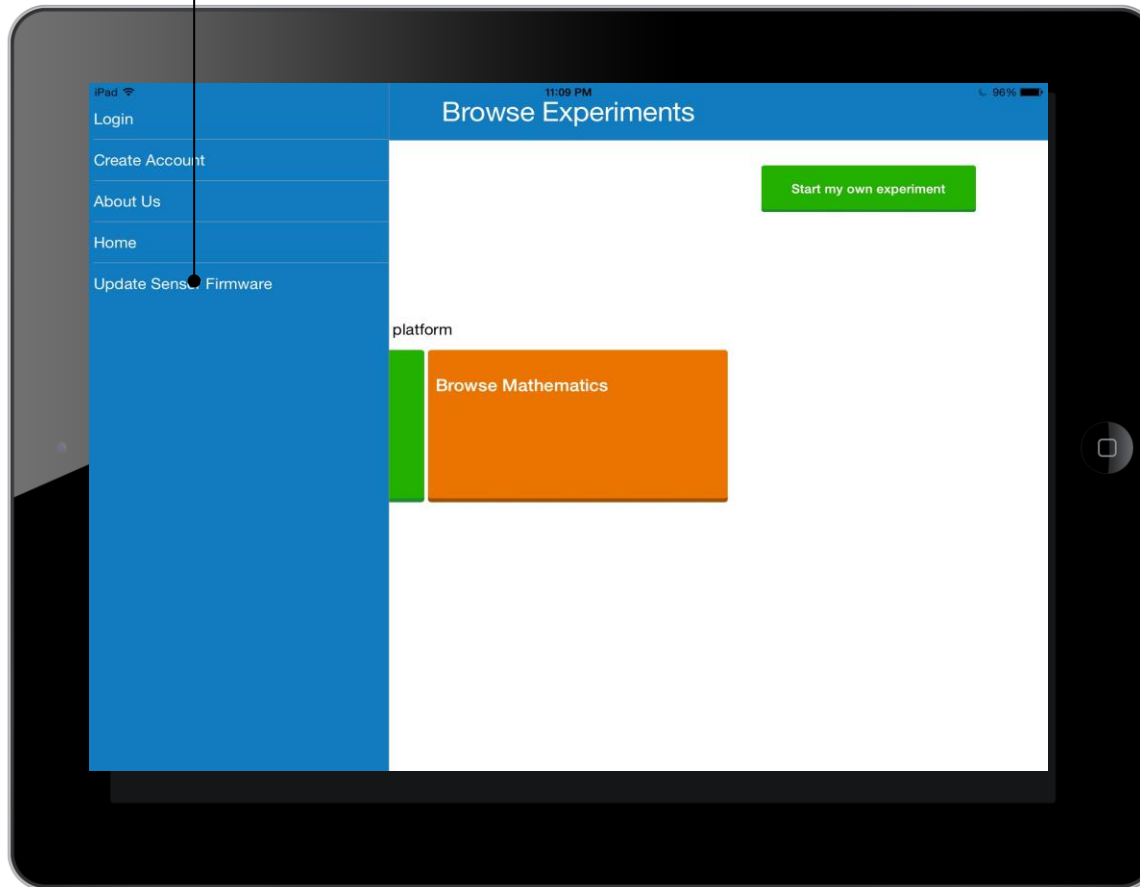 iPad
11:09 PM
96%
Browse Experiments
Login
Create Account
About Us
Home
Update Sensor Firmware
Start my own experiment
platform
Browse Mathematics